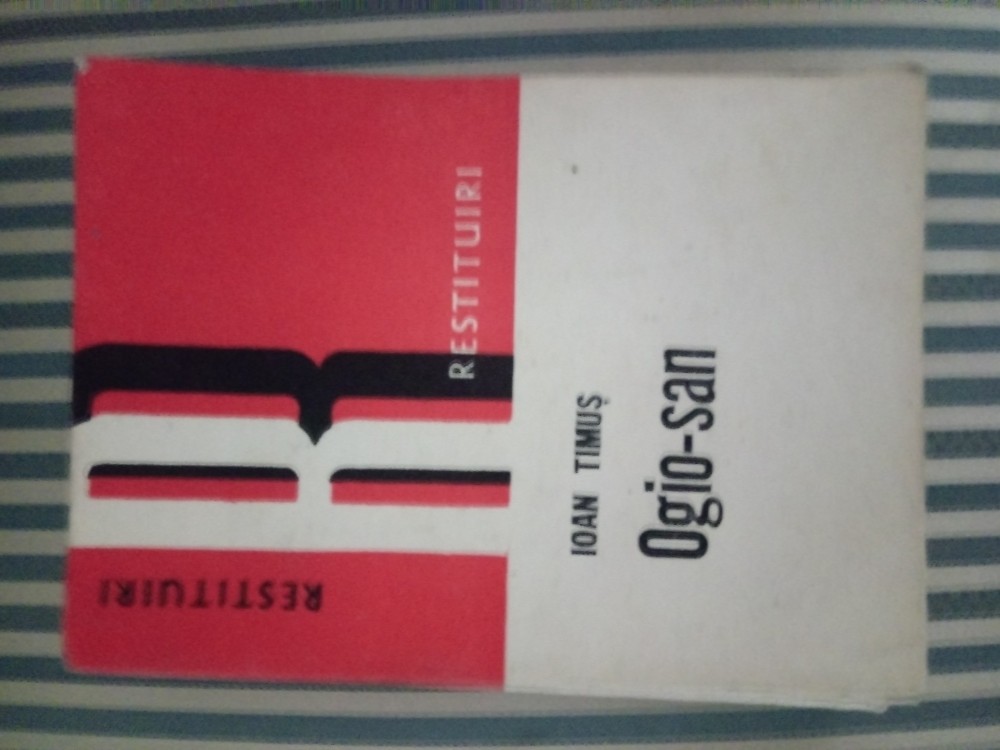 RESTITUIRI
RESTITUIRI
IOAN TIMUȘ
Ogio-san